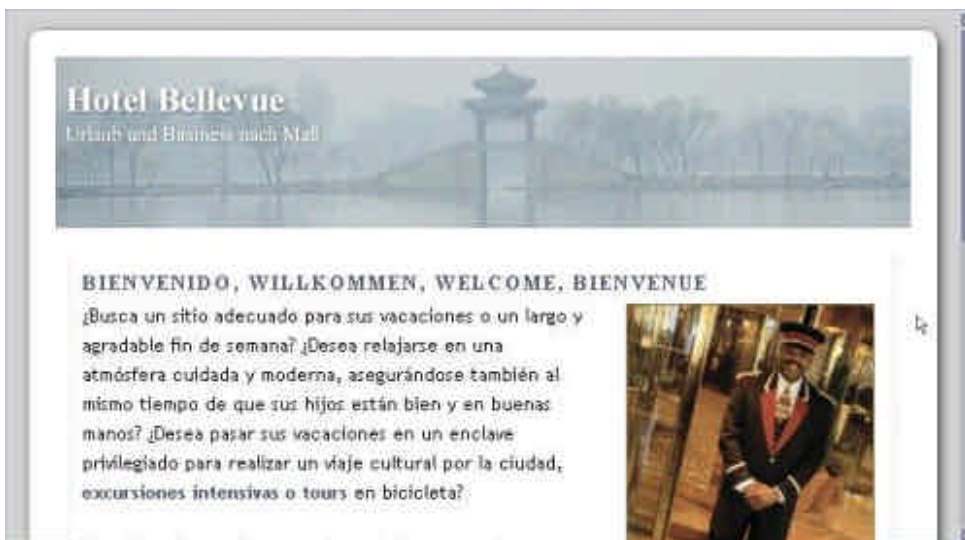 Hotel Bellevue
Urlaub und Business nach Maß
BIENVENIDO, WILLKOMMEN, WELCOME, BIENVENUE
¿Busca un sitio adecuado para sus vacaciones o un largo y
agradable fin de semana? ¿Desea relajarse en una
atmósfera cuidada y moderna, asegurándose también al
mismo tiempo de que sus hijos están bien y en buenas
manos? ¿Desea pasar sus vacaciones en un enclave
privilegiado para realizar un viaje cultural por la ciudad,
excursiones intensivas o tours en bicicleta?